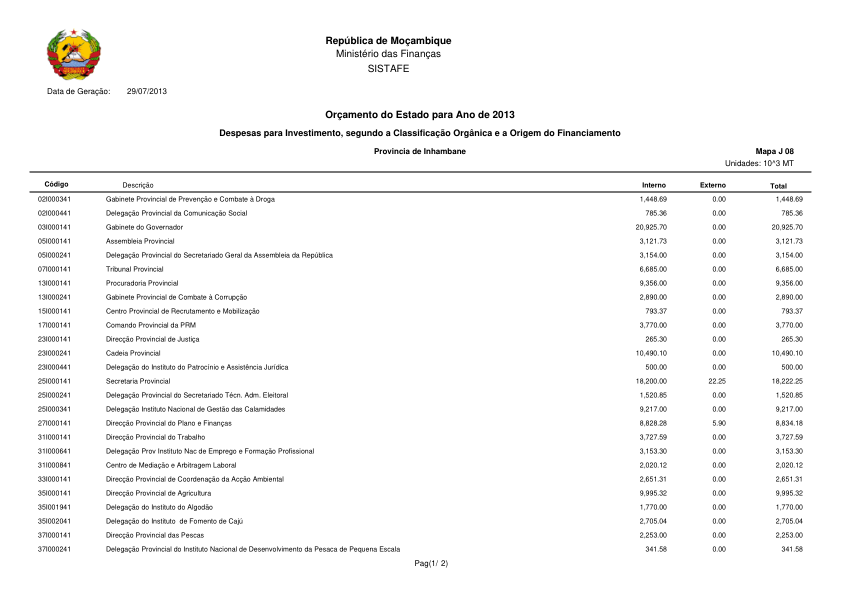 República de Moçambique
Ministério das Finanças
SISTAFE
Data de Geração: 29/07/2013
Orçamento do Estado para Ano de 2013
Despesas para Investimento, segundo a Classificação Orgânica e a Origem do Financiamento
Provincia de Inhambane Mapa J 08
Unidades: 10^3 MT
Código Descrição Interno Externo Total
02I000341 Gabinete Provincial de Prevenção e Combate à Droga 1,448.69 0.00 1,448.69
02I000441 Delegação Provincial da Comunicação Social 785.36 0.00 785.36
03I000141 Gabinete do Governador 20,925.70 0.00 20,925.70
05I000141 Assembleia Provincial 3,121.73 0.00 3,121.73
05I000241 Delegação Provincial do Secretariado Geral da Assembleia da República 3,154.00 0.00 3,154.00
07I000141 Tribunal Provincial 6,685.00 0.00 6,685.00
13I000141 Procuradoria Provincial 9,356.00 0.00 9,356.00
13I000241 Gabinete Provincial de Combate à Corrupção 2,890.00 0.00 2,890.00
15I000141 Centro Provincial de Recrutamento e Mobilização 793.37 0.00 793.37
17I000141 Comando Provincial da PRM 3,770.00 0.00 3,770.00
23I000141 Direcção Provincial de Justiça 265.30 0.00 265.30
23I000241 Cadeia Provincial 10,490.10 0.00 10,490.10
23I000441 Delegação do Instituto do Patrocínio e Assistência Jurídica 500.00 0.00 500.00
25I000141 Secretaria Provincial 18,200.00 22.25 18,222.25
25I000241 Delegação Provincial do Secretariado Técn. Adm. Eleitoral 1,520.85 0.00 1,520.85
25I000341 Delegação Instituto Nacional de Gestão das Calamidades 9,217.00 0.00 9,217.00
27I000141 Direcção Provincial do Plano e Finanças 8,828.28 5.90 8,834.18
31I000141 Direcção Provincial do Trabalho 3,727.59 0.00 3,727.59
31I000641 Delegação Prov Instituto Nac de Emprego e Formação Profissional 3,153.30 0.00 3,153.30
31I000841 Centro de Mediação e Arbitragem Laboral 2,020.12 0.00 2,020.12
33I000141 Direcção Provincial de Coordenação da Acção Ambiental 2,651.31 0.00 2,651.31
35I000141 Direcção Provincial de Agricultura 9,995.32 0.00 9,995.32
35I001941 Delegação do Instituto do Algodão 1,770.00 0.00 1,770.00
35I002041 Delegação do Instituto de Fomento de Cajú 2,705.04 0.00 2,705.04
37I000141 Direcção Provincial das Pescas 2,253.00 0.00 2,253.00
37I000241 Delegação Provincial do Instituto Nacional de Desenvolvimento da Pesaca de Pequena Escala 341.58 0.00 341.58
Pag(1/ 2)